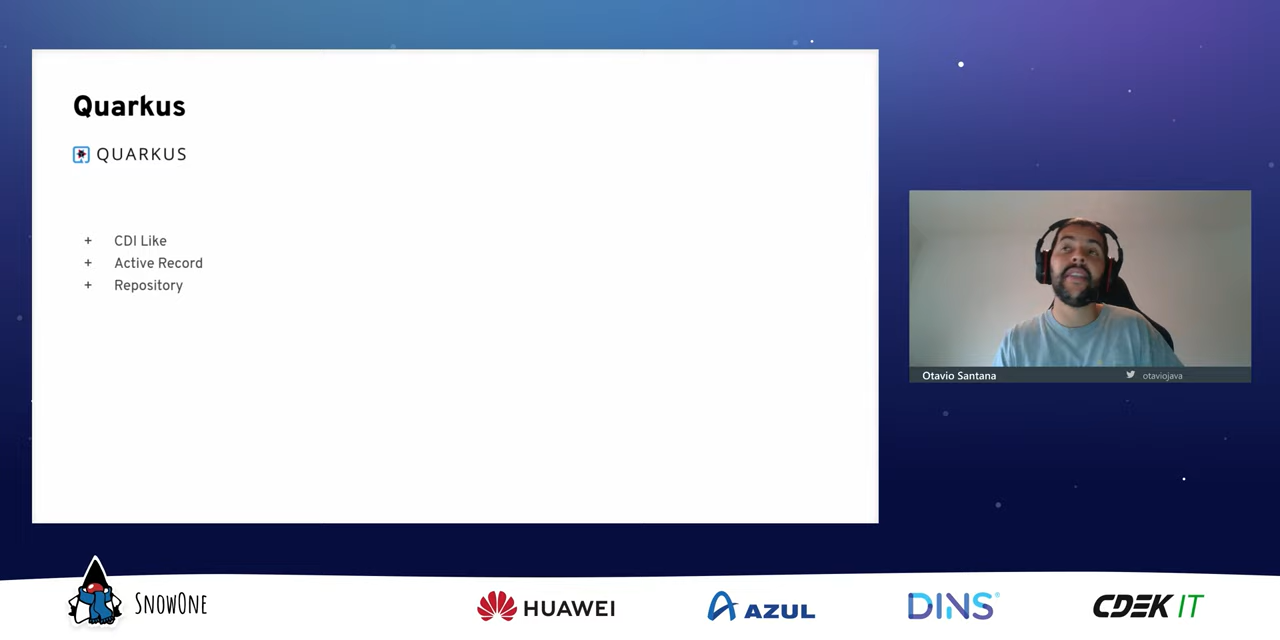 Quarkus
QUARKUS
+ CDI Like
+ Active Record
+ Repository
Otavio Santana
otaviojava
SNOWONE
HUAWEI
AZUL
DINS
CDEK IT